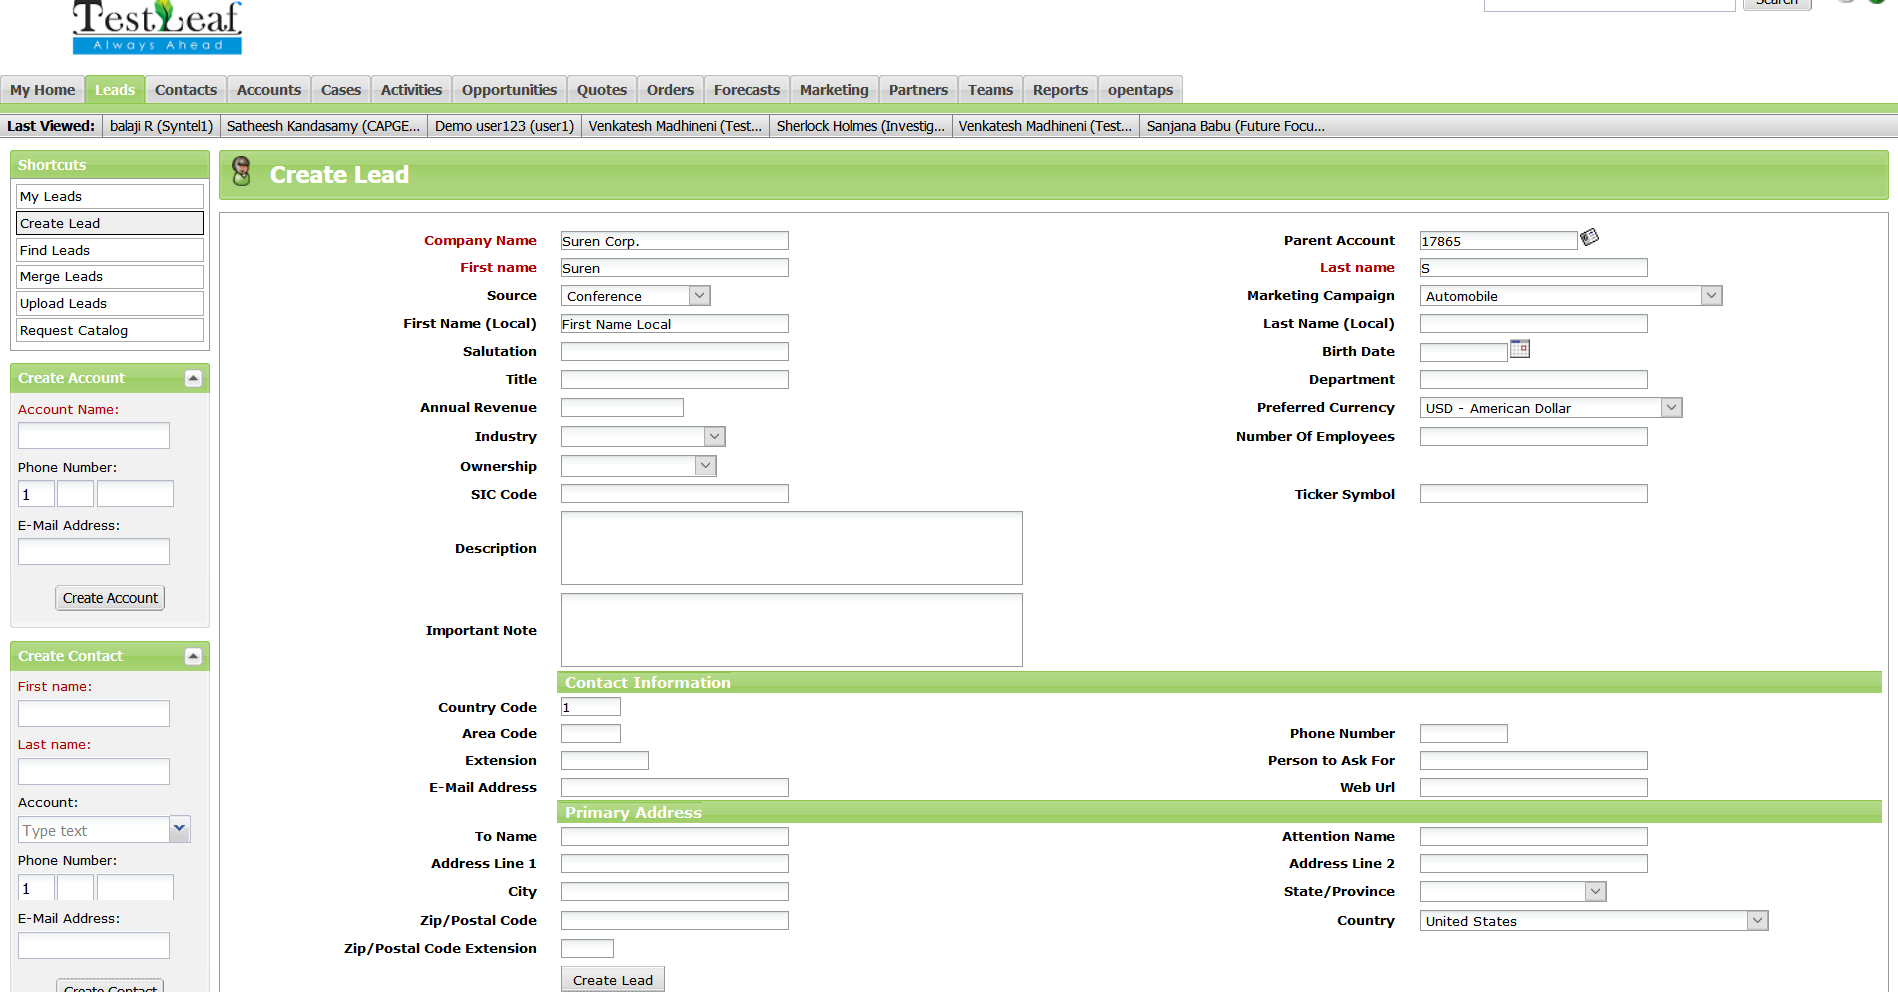 TestLeaf
Always Ahead
Search
My Home Leads Contacts Accounts Cases Activities Opportunities Quotes Orders Forecasts Marketing Partners Teams Reports opentaps
Last Viewed: balaji R (Syntel1) Satheesh Kandasamy (CAPGE... Demo user123 (user1) Venkatesh Madhineni (Test... Sherlock Holmes (Investig... Venkatesh Madhineni (Test... Sanjana Babu (Future Focu...
Shortcuts
My Leads
Create Lead
Find Leads
Merge Leads
Upload Leads
Request Catalog
Create Account
Account Name:
Phone Number:
1
E-Mail Address:
Create Account
Create Contact
First name:
Last name:
Account:
Type text
Phone Number:
1
E-Mail Address:
Create Contact
Create Lead
Company Name Suren Corp. Parent Account 17865
First name Suren Last name S
Source Conference Marketing Campaign Automobile
First Name (Local) First Name Local Last Name (Local)
Salutation Birth Date
Title Department
Annual Revenue Preferred Currency USD - American Dollar
Industry Number Of Employees
Ownership
SIC Code Ticker Symbol
Description
Important Note
Contact Information
Country Code 1
Area Code Phone Number
Extension Person to Ask For
E-Mail Address Web Url
Primary Address
To Name Attention Name
Address Line 1 Address Line 2
City State/Province
Zip/Postal Code Country United States
Zip/Postal Code Extension
Create Lead